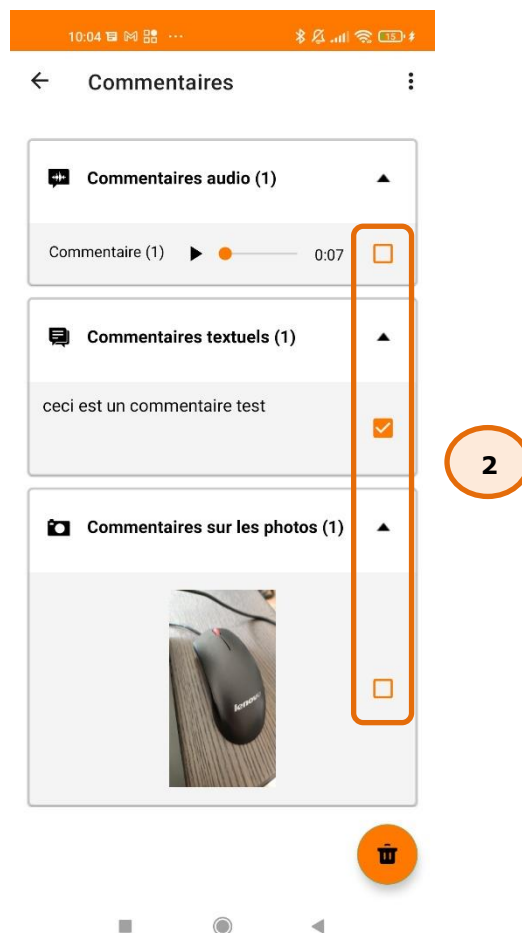 10:04
15
Commentaires
Commentaires audio (1)
Commentaire (1)
0:07
Commentaires textuels (1)
ceci est un commentaire test
2
Commentaires sur les photos (1)
lenovo